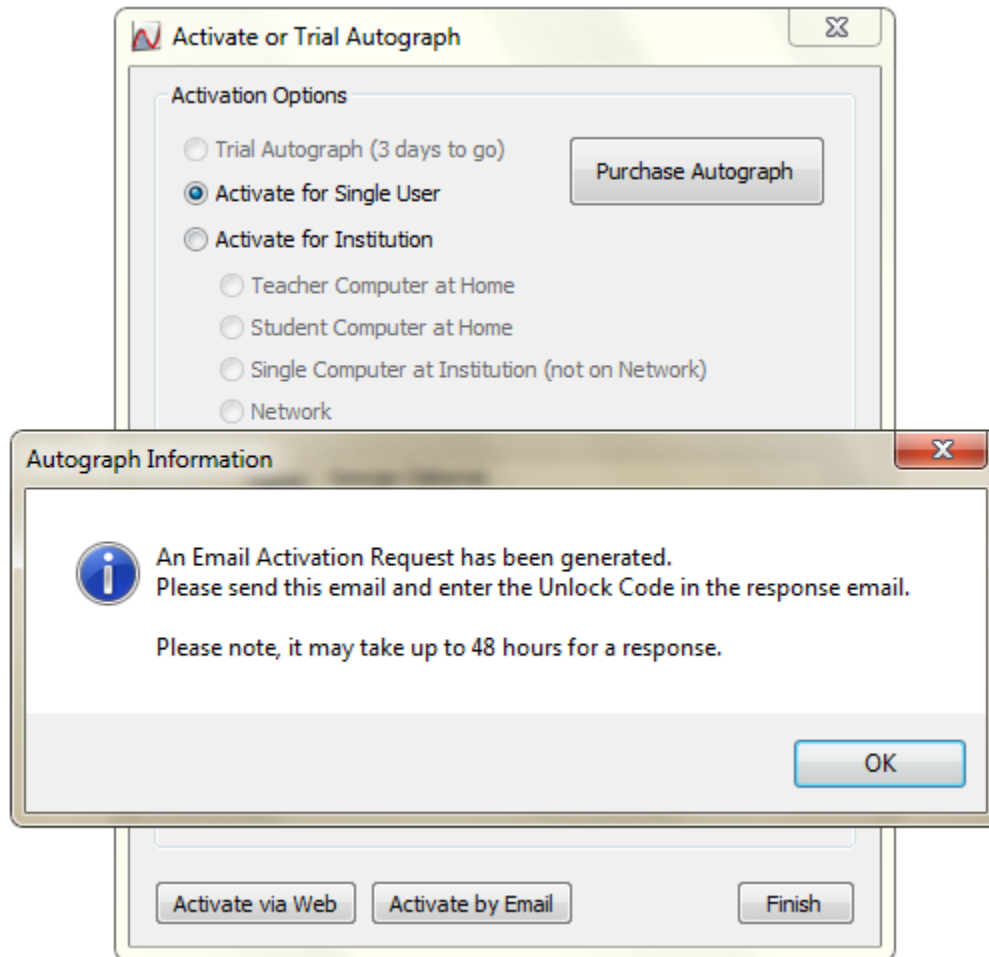 Activate or Trial Autograph
Activation Options
Trial Autograph (3 days to go)
Purchase Autograph
Activate for Single User
Activate for Institution
Teacher Computer at Home
Student Computer at Home
Single Computer at Institution (not on Network)
Network
Autograph Information
An Email Activation Request has been generated.
Please send this email and enter the Unlock Code in the response email.
Please note, it may take up to 48 hours for a response.
OK
Activate via Web
Activate by Email
Finish